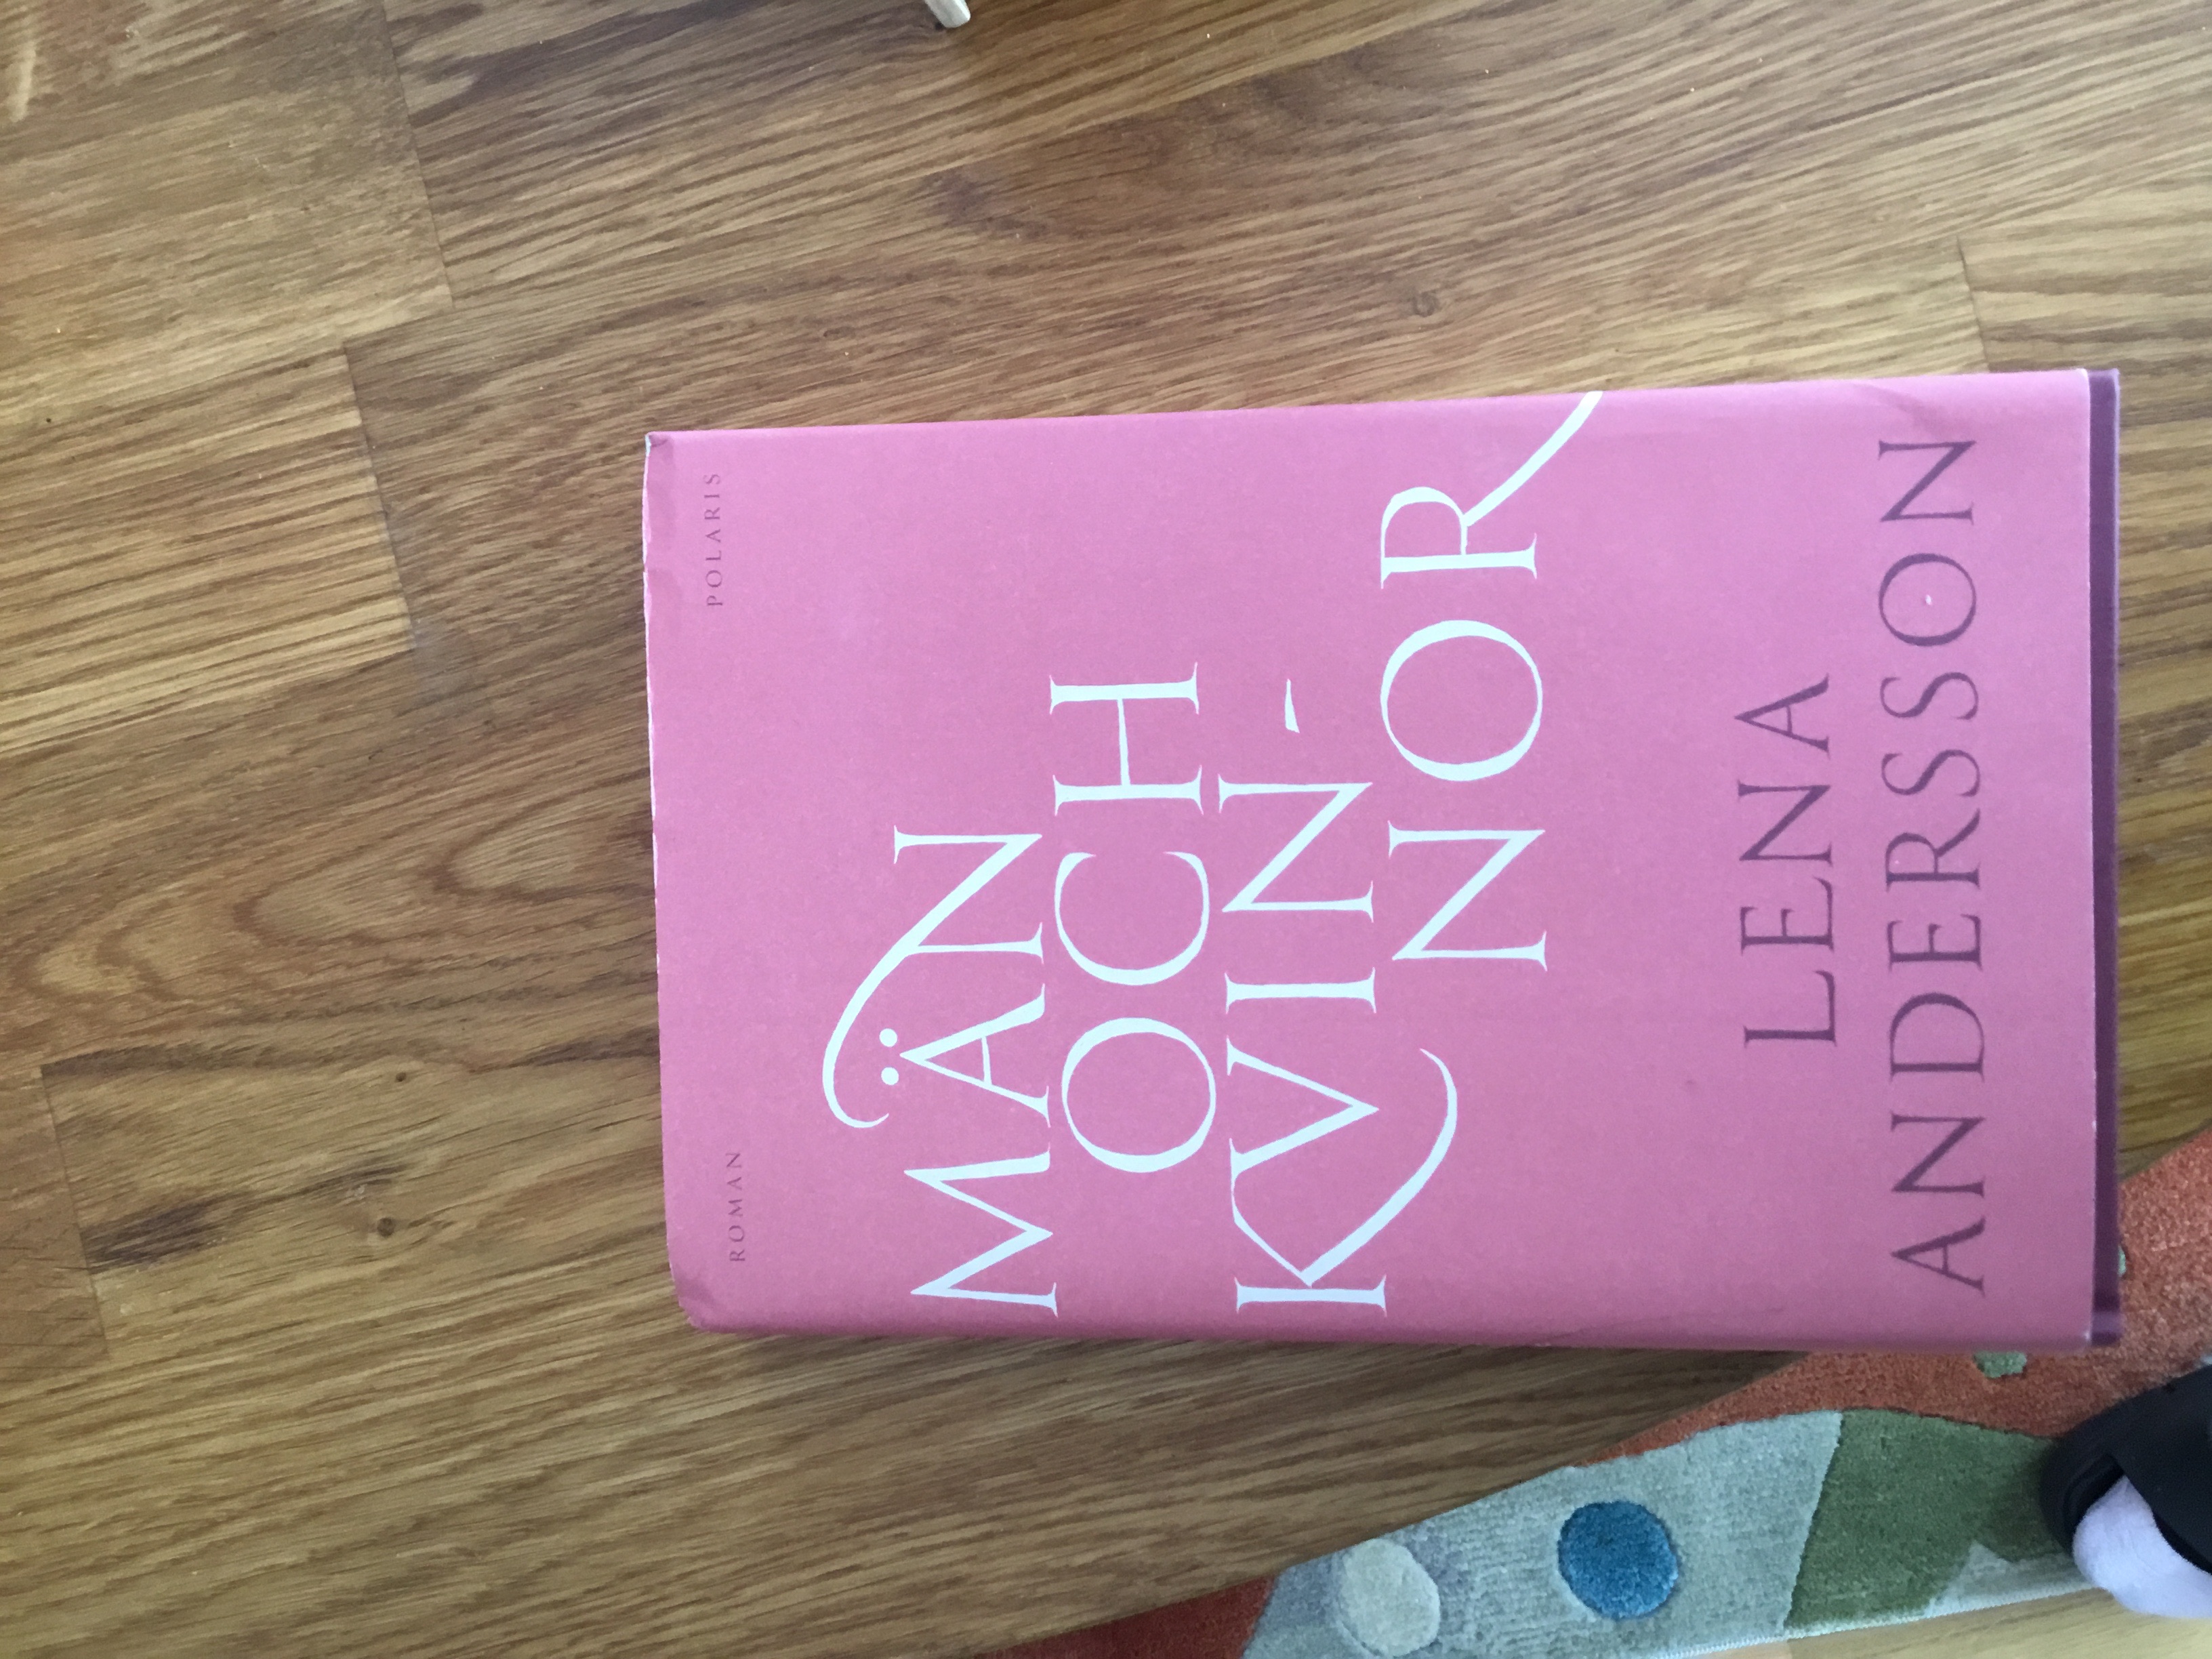 ROMAN POLARIS
MÄN
OCH
KVIN-
NOR
LENA
ANDERSSON